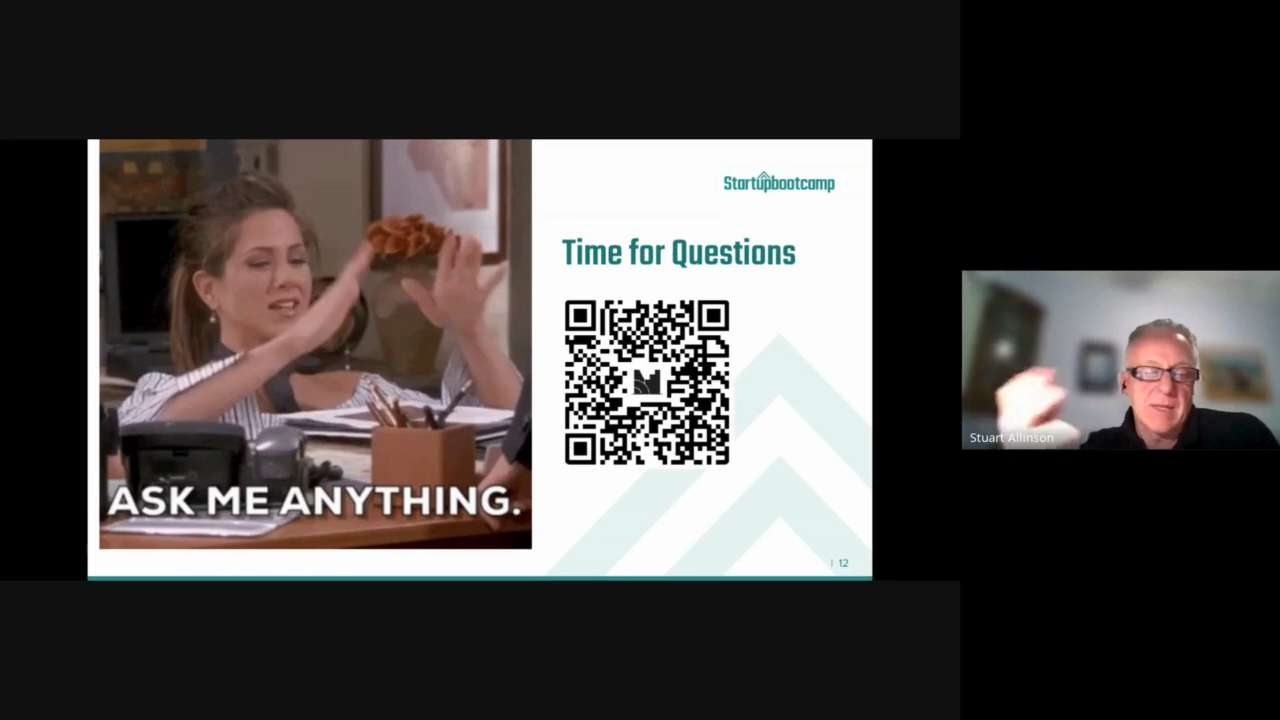 Startupbootcamp
Time for Questions
ASK ME ANYTHING.
| 12
Stuart Allinson